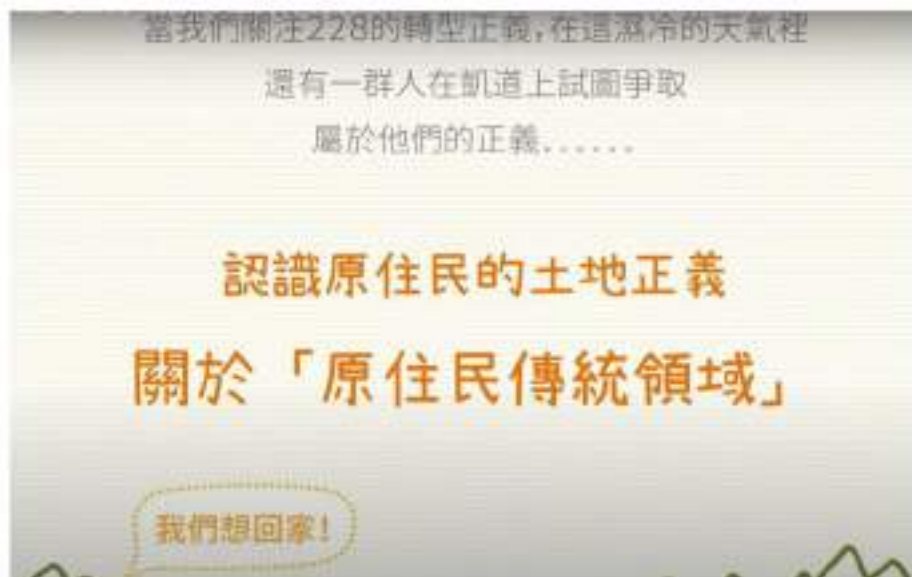 當我們關注228的轉型正義,在這濕冷的天氣裡
還有一群人在凱道上試圖爭取
屬於他們的正義......
認識原住民的土地正義
關於「原住民傳統領域」
我們想回家!